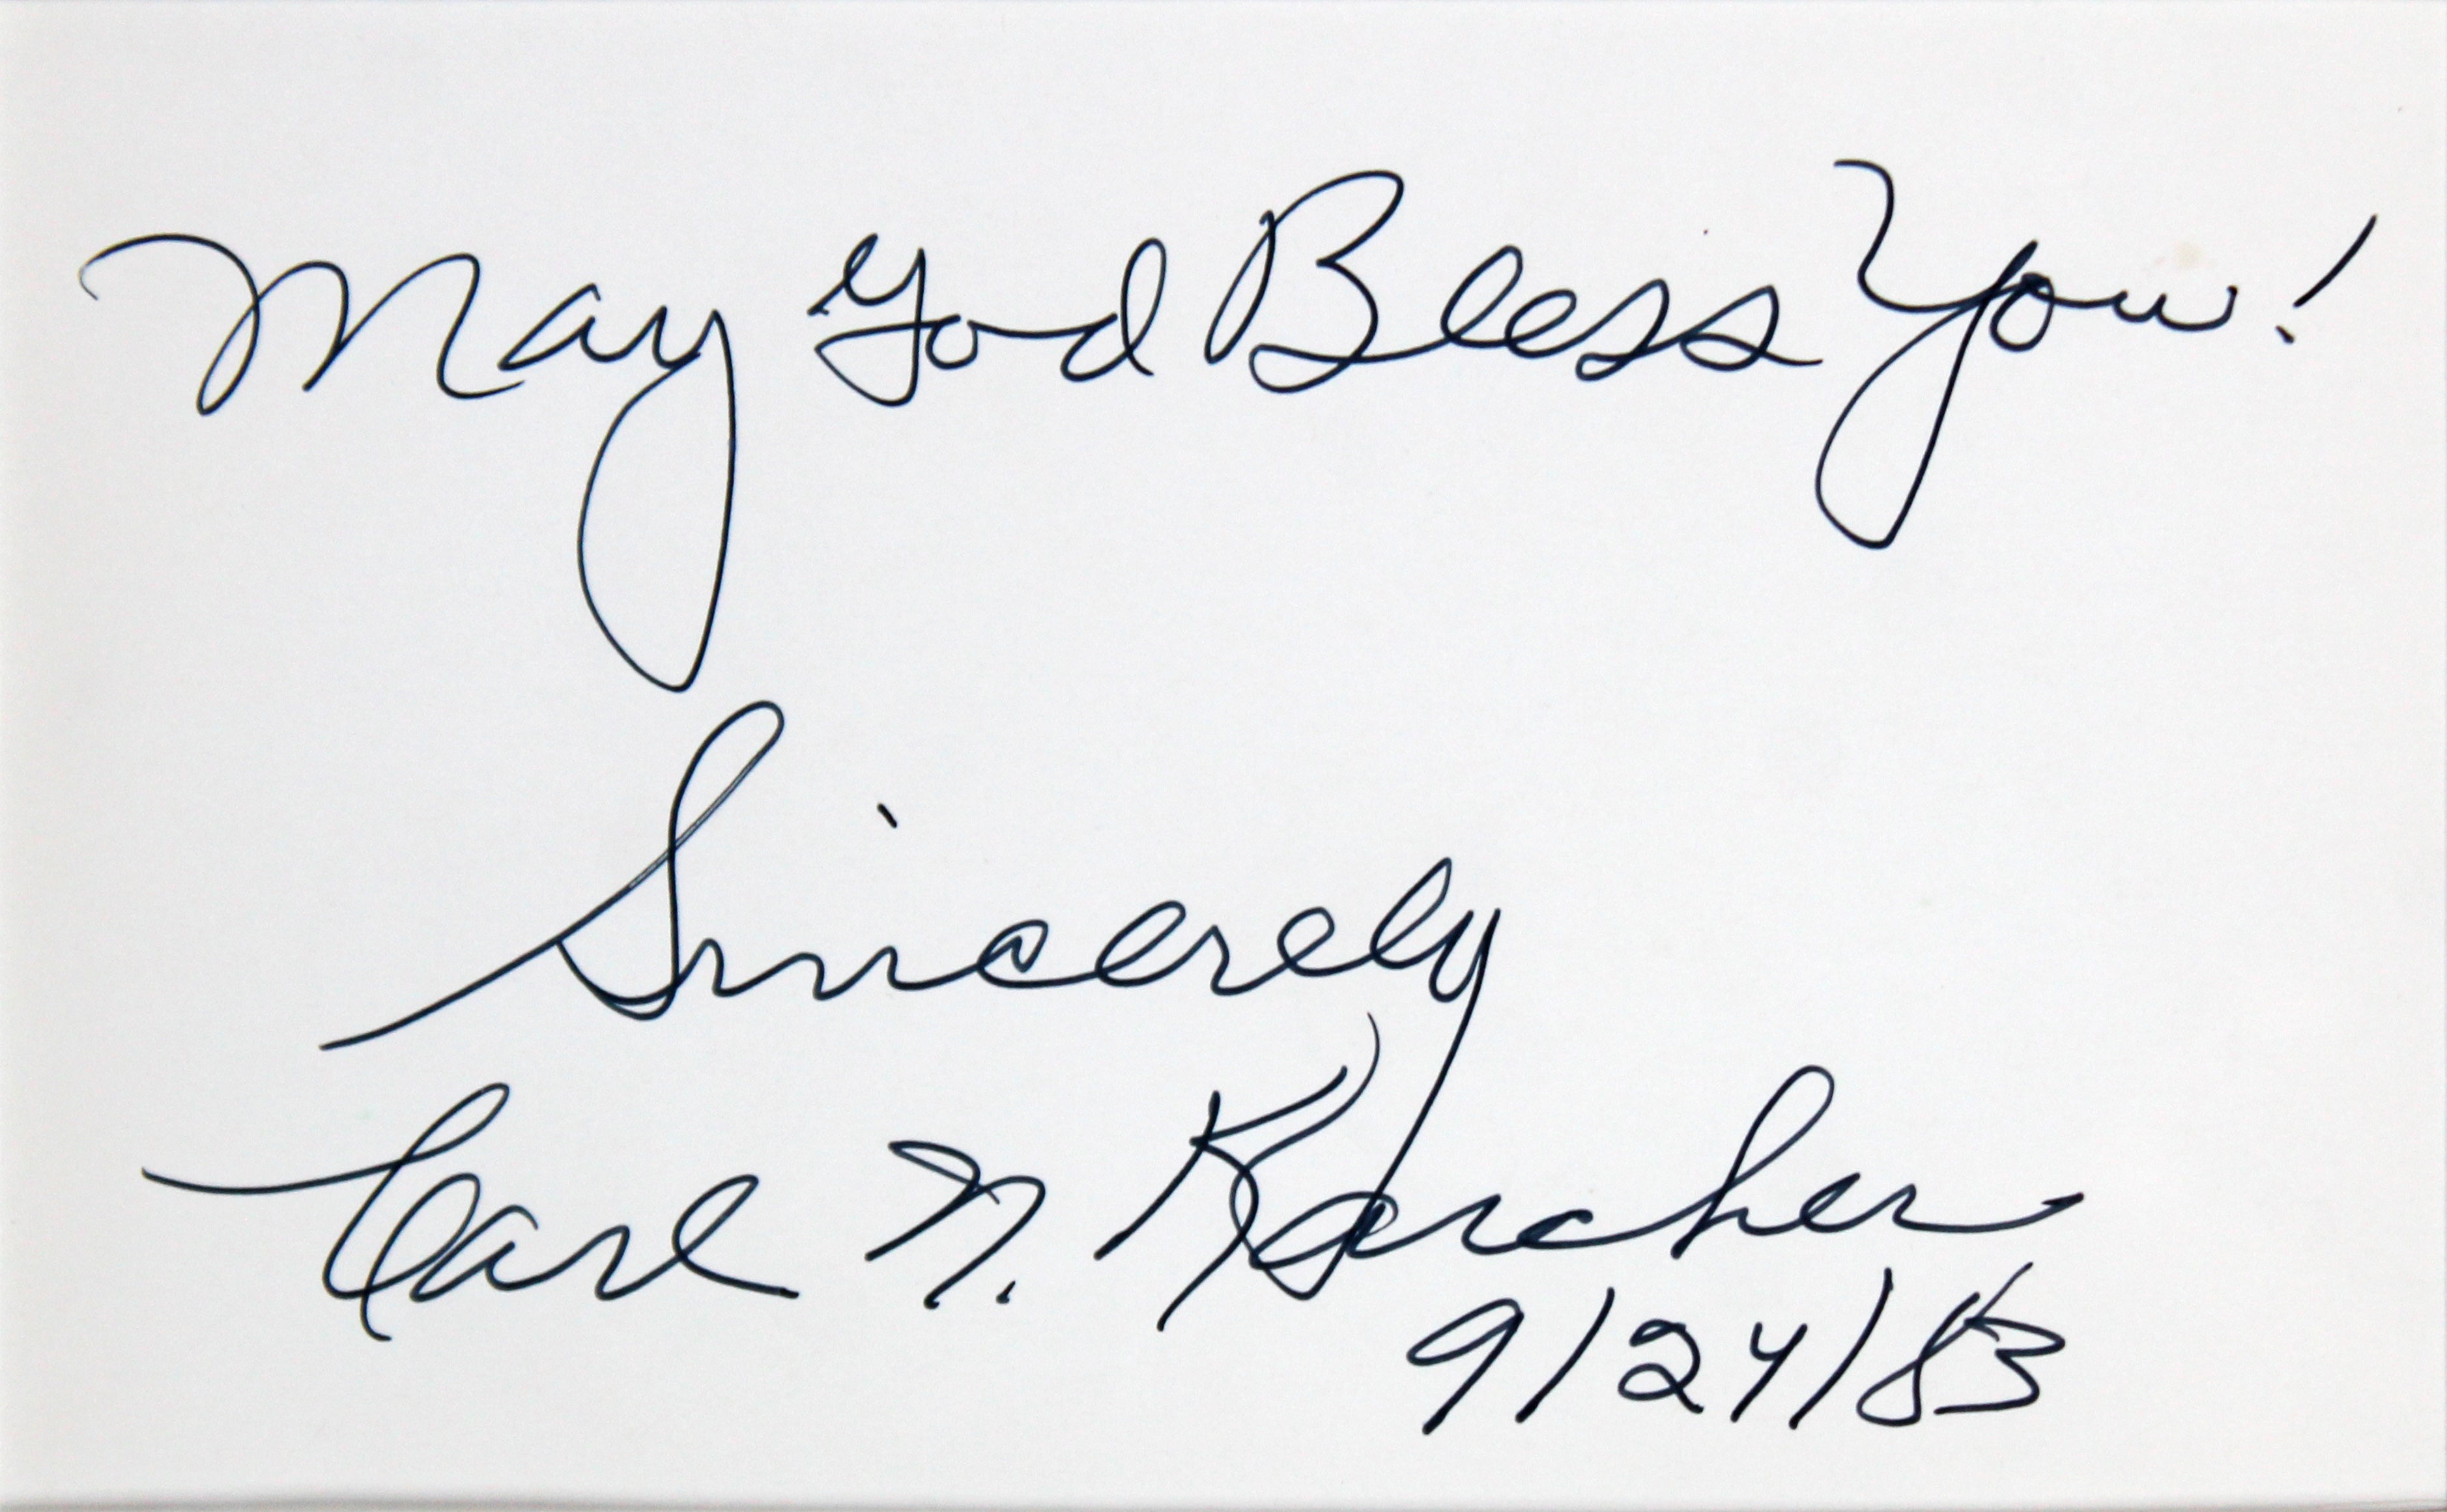 May God Bless You!
Sincerely
Carl N. Karcher
9/24/83